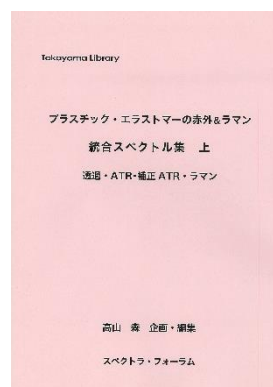 Takayama Library
プラスチック・エラストマーの赤外&ラマン
統合スペクトル集 上
透過・ATR・補正ATR・ラマン
高山 森 企画・編集
スペクトラ・フォーラム